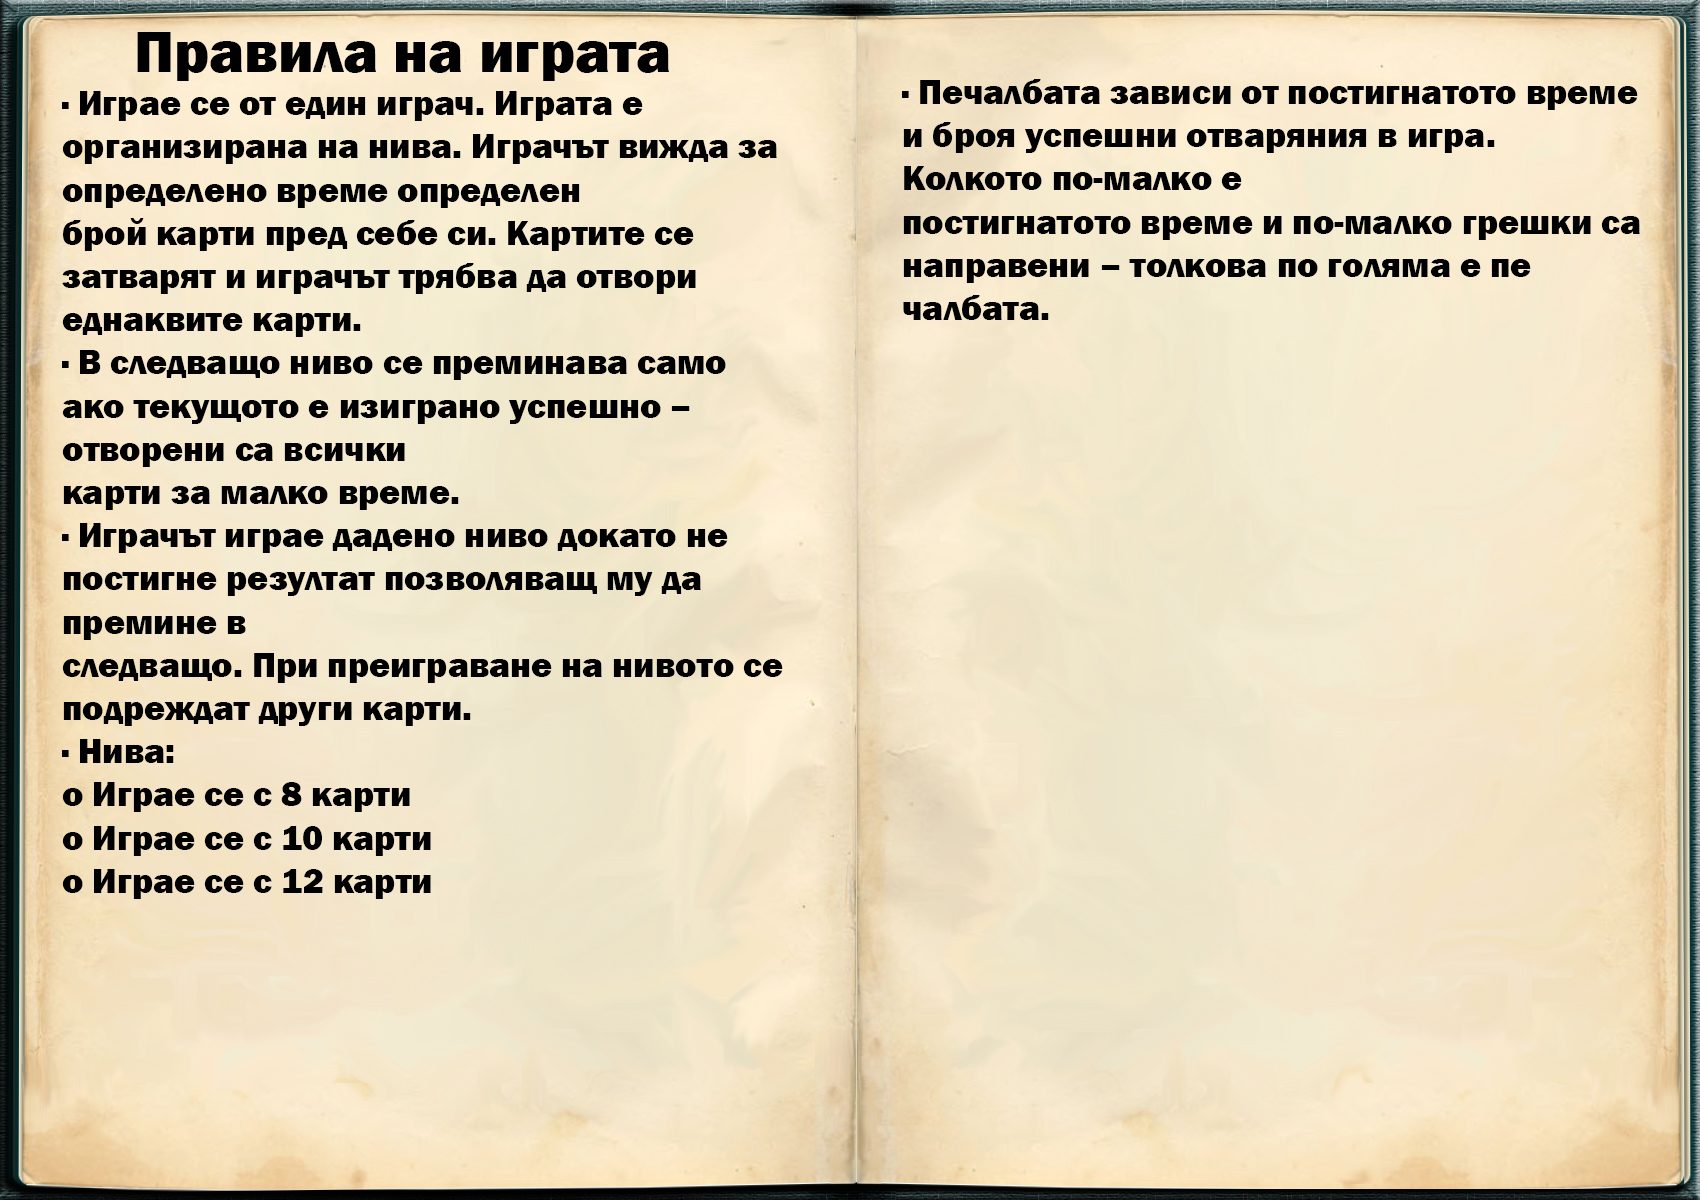 Правила на играта
▪ Играе се от един играч. Играта е
организирана на нива. Играчът вижда за
определено време определен
брой карти пред себе си. Картите се
затварят и играчът трябва да отвори
еднаквите карти.
▪ В следващо ниво се преминава само
ако текущото е изиграно успешно –
отворени са всички
карти за малко време.
▪ Играчът играе дадено ниво докато не
постигне резултат позволяващ му да
премине в
следващо. При преиграване на нивото се
подреждат други карти.
▪ Нива:
o Играе се с 8 карти
o Играе се с 10 карти
o Играе се с 12 карти
▪ Печалбата зависи от постигнатото време
и броя успешни отваряния в игра.
Колкото по-малко е
постигнатото време и по-малко грешки са
направени – толкова по голяма е пе
чалбата.